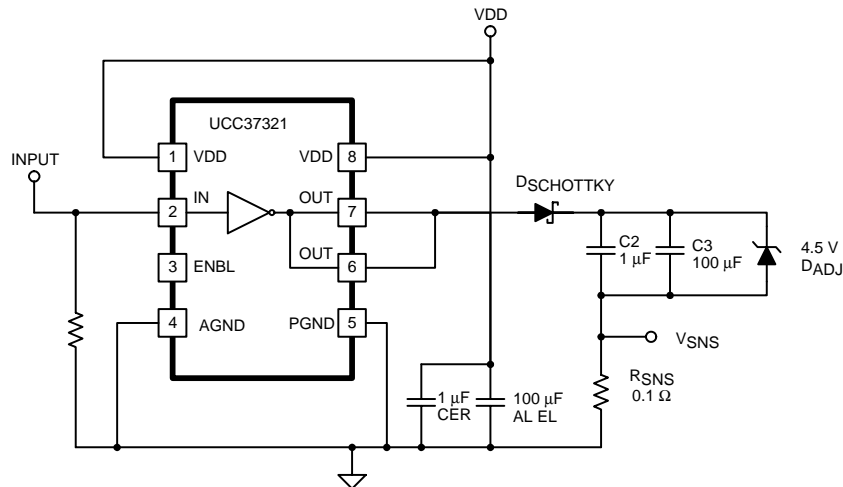 VDD
UCC37321
INPUT
1 VDD VDD 8
DSCHOTTKY
2 IN OUT 7
C2
1 μF
C3
100 μF
4.5 V
DADJ
3 ENBL OUT 6
4 AGND PGND 5
VSNS
RSNS
0.1 Ω
1 μF
CER
100 μF
AL EL